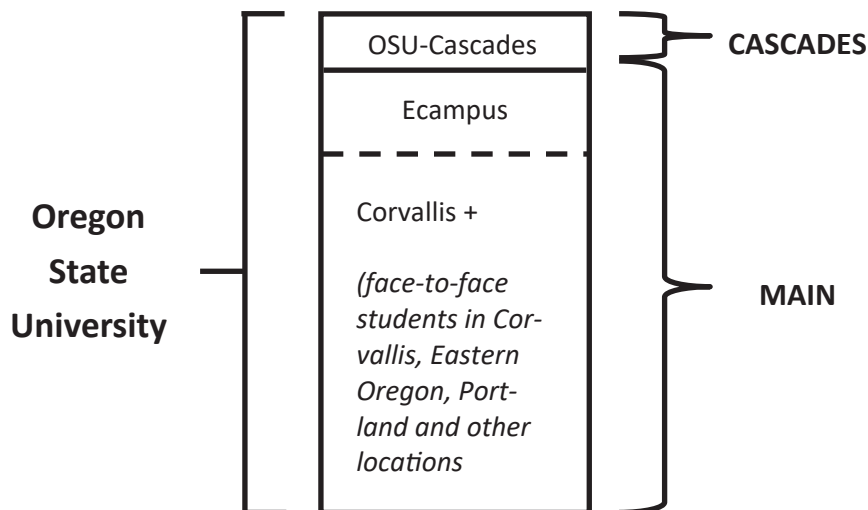 OSU-Cascades
CASCADES
Ecampus
Oregon
State
University
Corvallis +
(face-to-face
students in Cor-
vallis, Eastern
Oregon, Port-
land and other
locations
MAIN